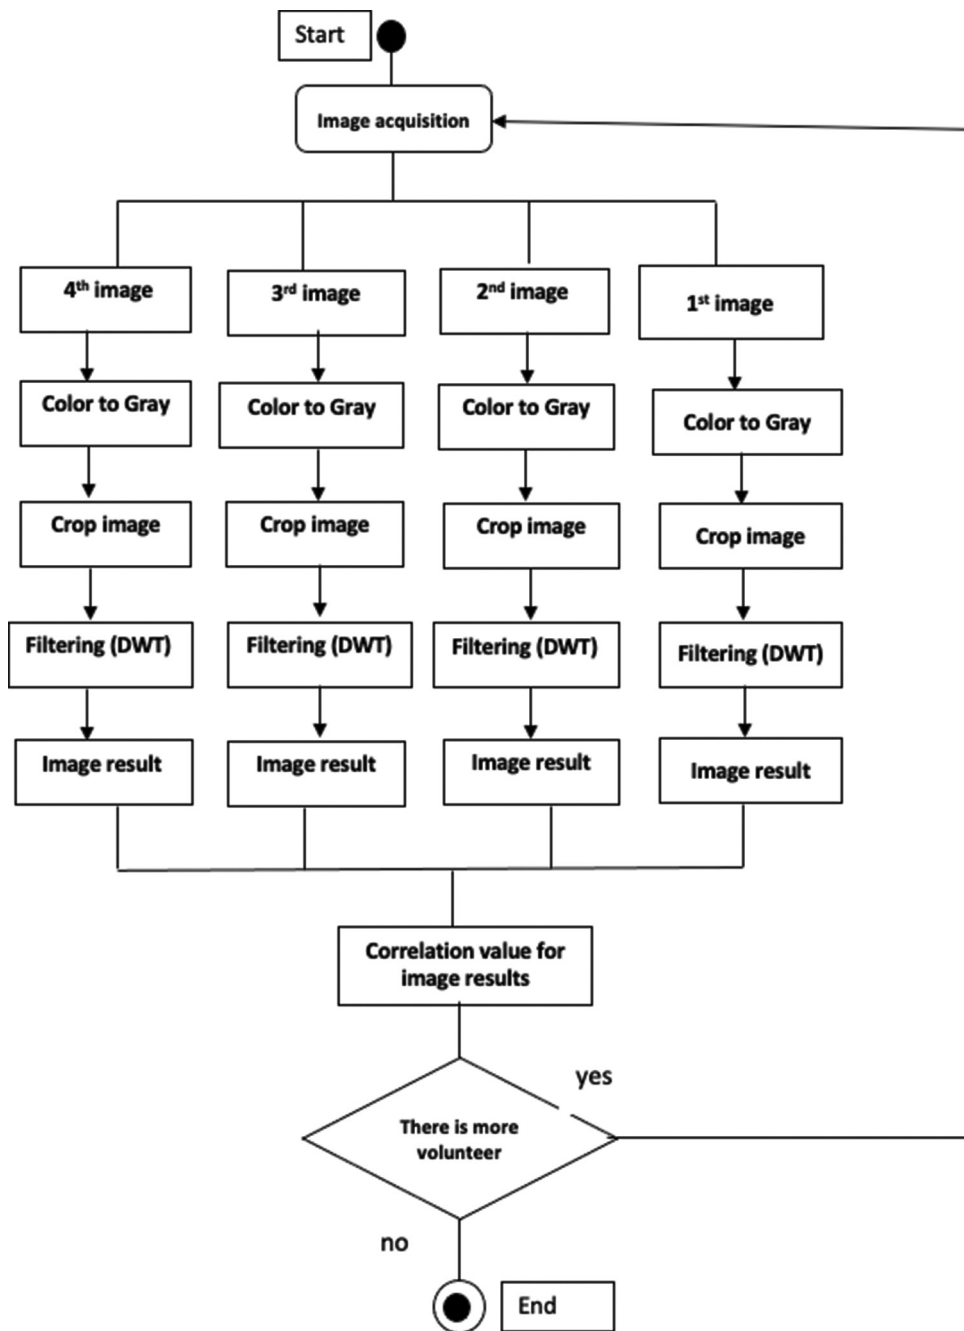 Start
Image acquisition
4th image
3rd image
2nd image
1st image
Color to Gray
Color to Gray
Color to Gray
Color to Gray
Crop image
Crop image
Crop image
Crop image
Filtering (DWT)
Filtering (DWT)
Filtering (DWT)
Filtering (DWT)
Image result
Image result
Image result
Image result
Correlation value for
image results
yes
There is more
volunteer
no
End